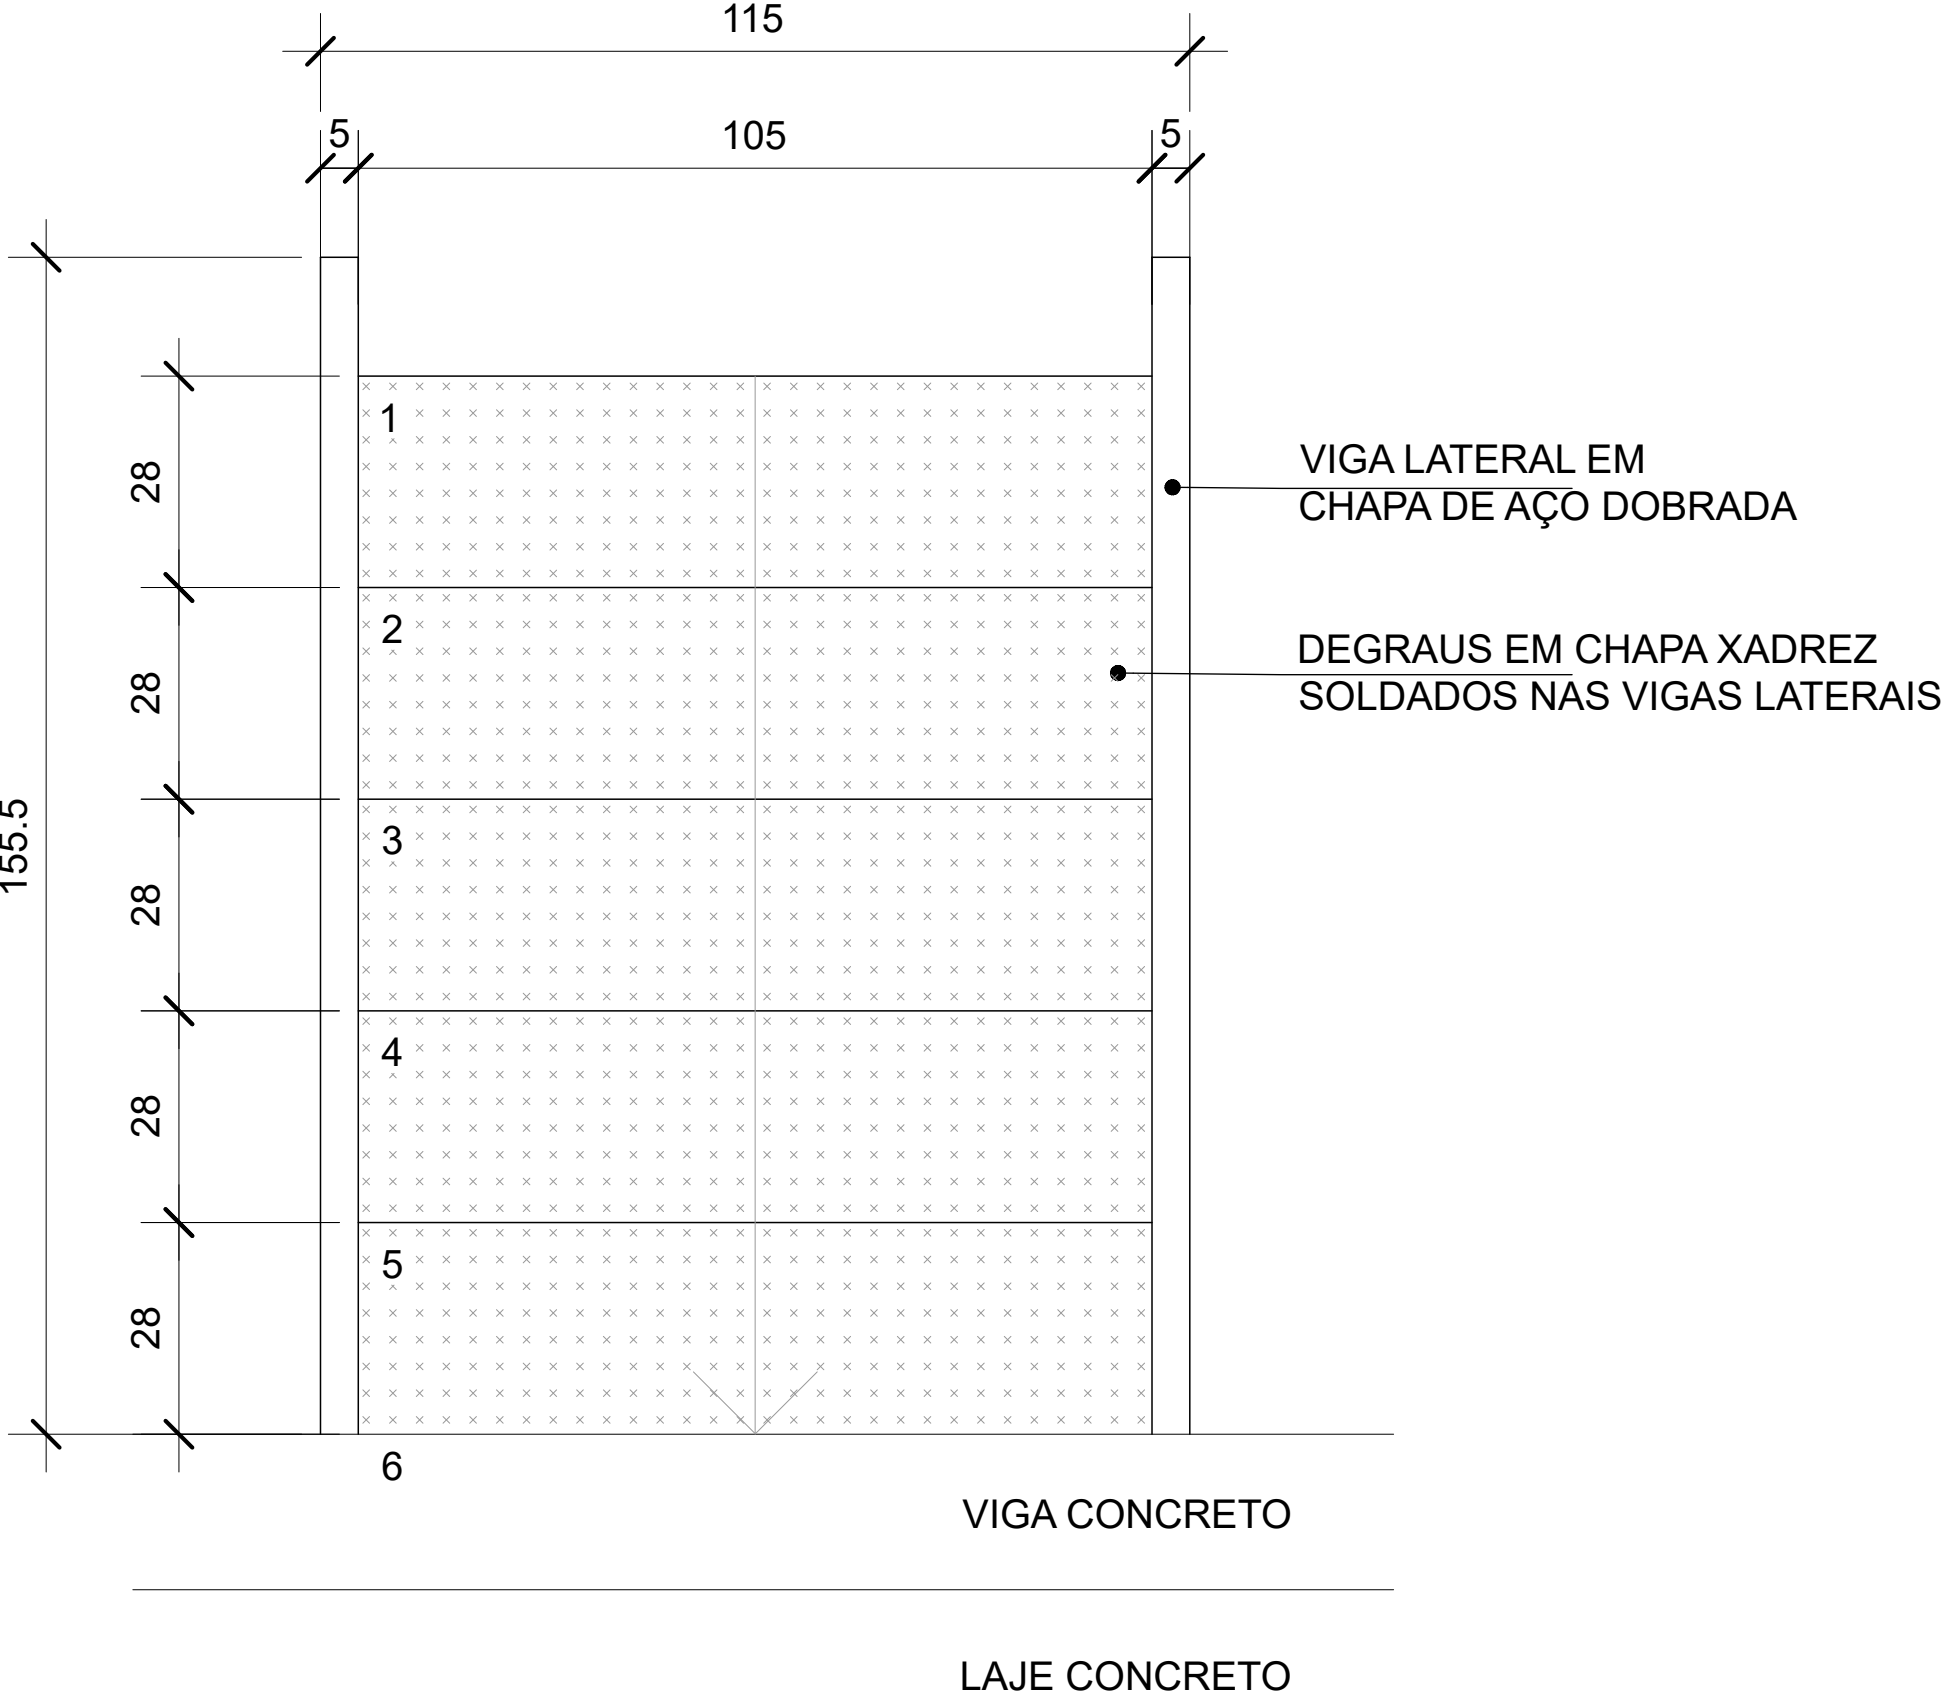 115
5
105
5
1
28
VIGA LATERAL EM
CHAPA DE AÇO DOBRADA
2
DEGRAUS EM CHAPA XADREZ
SOLDADOS NAS VIGAS LATERAIS
28
155.5
3
28
4
28
5
28
6
VIGA CONCRETO
LAJE CONCRETO